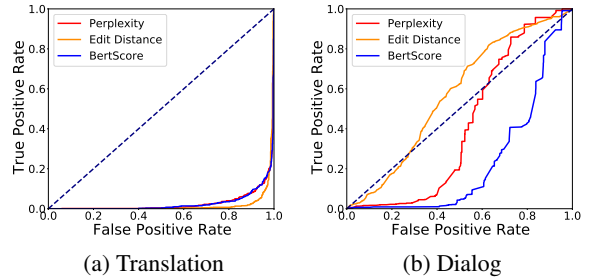 1.0
0.8
0.6
0.4
0.2
0.0
0.0 0.2 0.4 0.6 0.8 1.0
True Positive Rate
False Positive Rate
Perplexity
Edit Distance
BertScore
(a) Translation
1.0
0.8
0.6
0.4
0.2
0.0
0.0 0.2 0.4 0.6 0.8 1.0
True Positive Rate
False Positive Rate
Perplexity
Edit Distance
BertScore
(b) Dialog